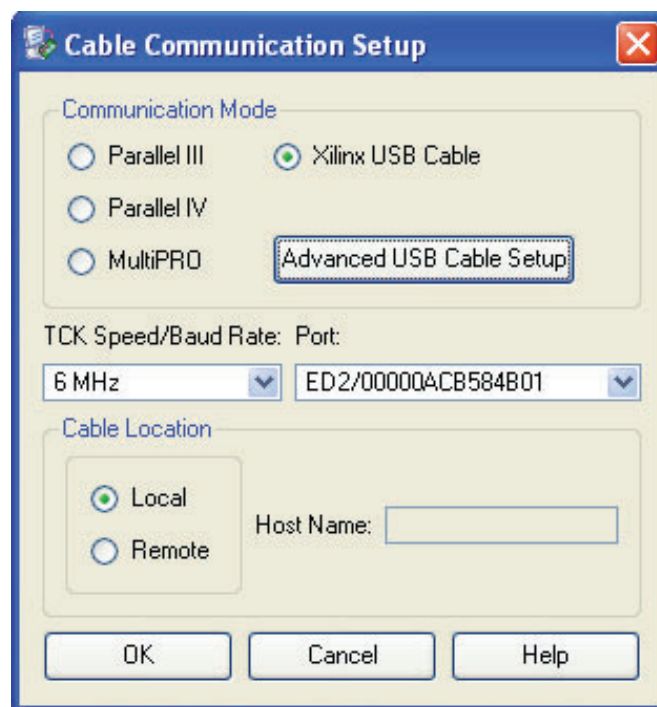 Cable Communication Setup
Communication Mode
Parallel III Xilinx USB Cable
Parallel IV
MultiPRO Advanced USB Cable Setup
TCK Speed/Baud Rate: Port:
6 MHz ED2/00000ACB584B01
Cable Location
Local
Host Name:
Remote
OK Cancel Help